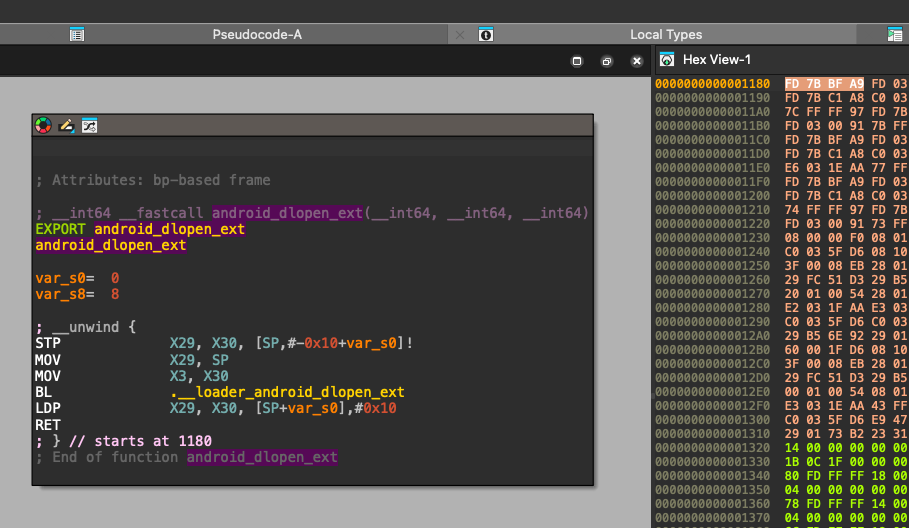 Pseudocode-A
Local Types
Hex View-1
; Attributes: bp-based frame
; __int64 __fastcall android_dlopen_ext(__int64, __int64, __int64)
EXPORT android_dlopen_ext
android_dlopen_ext
var_s0= 0
var_s8= 8
; __unwind {
STP X29, X30, [SP,#-0x10+var_s0]!
MOV X29, SP
MOV X3, X30
BL .__loader_android_dlopen_ext
LDP X29, X30, [SP+var_s0],#0x10
RET
; } // starts at 1180
; End of function android_dlopen_ext
0000000000001180 FD 7B BF A9 FD 03
0000000000001190 FD 7B C1 A8 C0 03
00000000000011A0 7C FF FF 97 FD 7B
00000000000011B0 FD 03 00 91 7B FF
00000000000011C0 FD 7B BF A9 FD 03
00000000000011D0 FD 7B C1 A8 C0 03
00000000000011E0 E6 03 1E AA 77 FF
00000000000011F0 FD 7B BF A9 FD 03
0000000000001200 FD 7B C1 A8 C0 03
0000000000001210 74 FF FF 97 FD 7B
0000000000001220 FD 03 00 91 73 FF
0000000000001230 08 00 00 F0 08 01
0000000000001240 C0 03 5F D6 08 10
0000000000001250 3F 00 08 EB 28 01
0000000000001260 29 FC 51 D3 29 B5
0000000000001270 20 01 00 54 28 01
0000000000001280 E2 03 1F AA E3 03
0000000000001290 C0 03 5F D6 C0 03
00000000000012A0 29 B5 6E 92 29 01
00000000000012B0 60 00 1F D6 08 10
00000000000012C0 3F 00 08 EB 28 01
00000000000012D0 29 FC 51 D3 29 B5
00000000000012E0 00 01 00 54 08 01
00000000000012F0 E3 03 1E AA 43 FF
0000000000001300 C0 03 5F D6 E9 47
0000000000001310 29 01 73 B2 23 31
0000000000001320 14 00 00 00 00 00
0000000000001330 1B 0C 1F 00 00 00
0000000000001340 80 FD FF FF 18 00
0000000000001350 04 00 00 00 00 00
0000000000001360 78 FD FF FF 14 00
0000000000001370 04 00 00 00 00 00